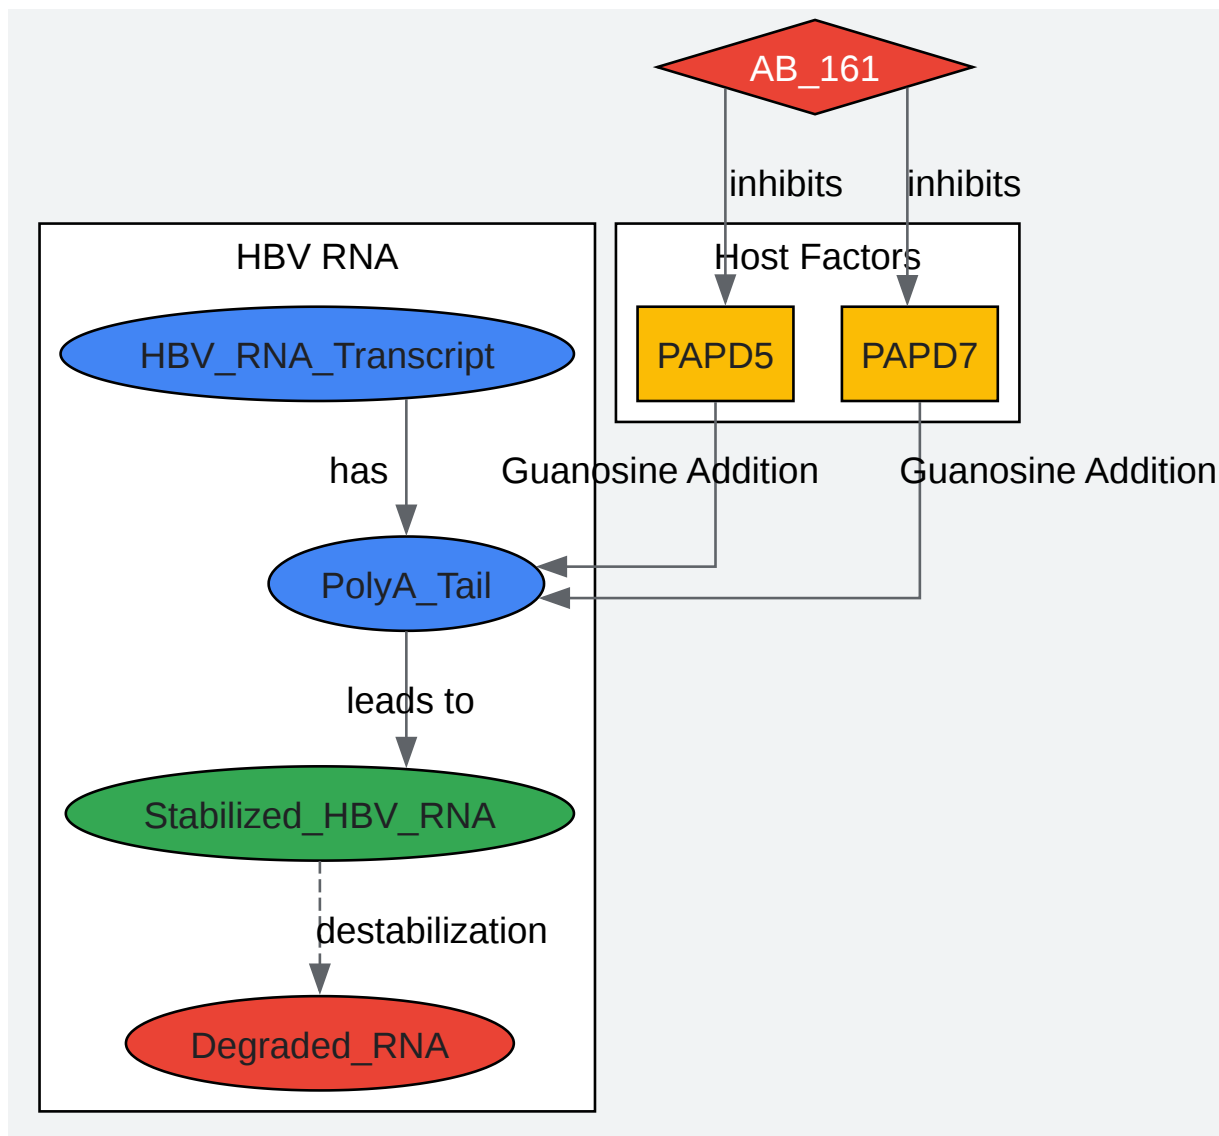 AB_161
inhibits
inhibits
HBV RNA
Host Factors
HBV_RNA_Transcript
PAPD5
PAPD7
has
Guanosine Addition
Guanosine Addition
PolyA_Tail
leads to
Stabilized_HBV_RNA
destabilization
Degraded_RNA